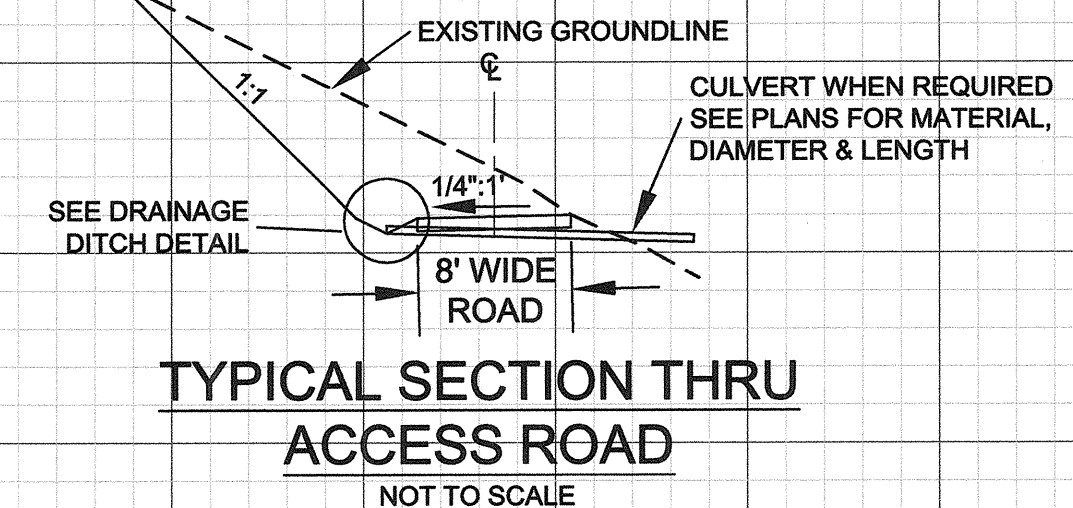 EXISTING GROUNDLINE
℄
1:1
CULVERT WHEN REQUIRED
SEE PLANS FOR MATERIAL,
DIAMETER & LENGTH
1/4":1'
SEE DRAINAGE
DITCH DETAIL
8' WIDE
ROAD
TYPICAL SECTION THRU
ACCESS ROAD
NOT TO SCALE